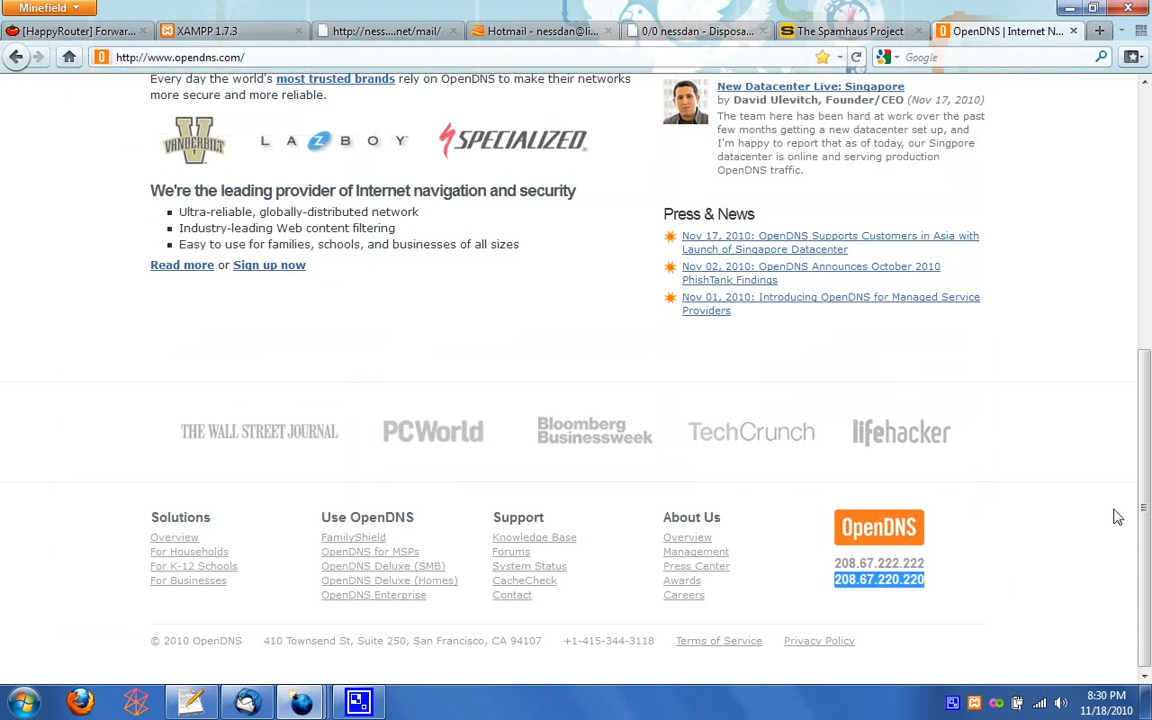 Minefield
[HappyRouter] Forwar...
XAMPP 1.7.3
http://ness....net/mail/
Hotmail - nessdan@li...
0/0 nessdan - Disposa...
The Spamhaus Project
OpenDNS | Internet N...
http://www.opendns.com/
Google
Every day the world's most trusted brands rely on OpenDNS to make their networks
more secure and more reliable.
VANDERBILT
LAZBOY
SPECIALIZED
We're the leading provider of Internet navigation and security
Ultra-reliable, globally-distributed network
Industry-leading Web content filtering
Easy to use for families, schools, and businesses of all sizes
Read more or Sign up now
New Datacenter Live: Singapore
by David Ulevitch, Founder/CEO (Nov 17, 2010)
The team here has been hard at work over the past
few months getting a new datacenter set up, and
I'm happy to report that as of today, our Singpore
datacenter is online and serving production
OpenDNS traffic.
Press & News
Nov 17, 2010: OpenDNS Supports Customers in Asia with
Launch of Singapore Datacenter
Nov 02, 2010: OpenDNS Announces October 2010
PhishTank Findings
Nov 01, 2010: Introducing OpenDNS for Managed Service
Providers
THE WALL STREET JOURNAL
PCWorld
Bloomberg
Businessweek
TechCrunch
lifehacker
Solutions
Overview
For Households
For K-12 Schools
For Businesses
Use OpenDNS
FamilyShield
OpenDNS for MSPs
OpenDNS Deluxe (SMB)
OpenDNS Deluxe (Homes)
OpenDNS Enterprise
Support
Knowledge Base
Forums
System Status
CacheCheck
Contact
About Us
Overview
Management
Press Center
Awards
Careers
OpenDNS
208.67.222.222
208.67.220.220
© 2010 OpenDNS 410 Townsend St, Suite 250, San Francisco, CA 94107 +1-415-344-3118 Terms of Service Privacy Policy
8:30 PM
11/18/2010